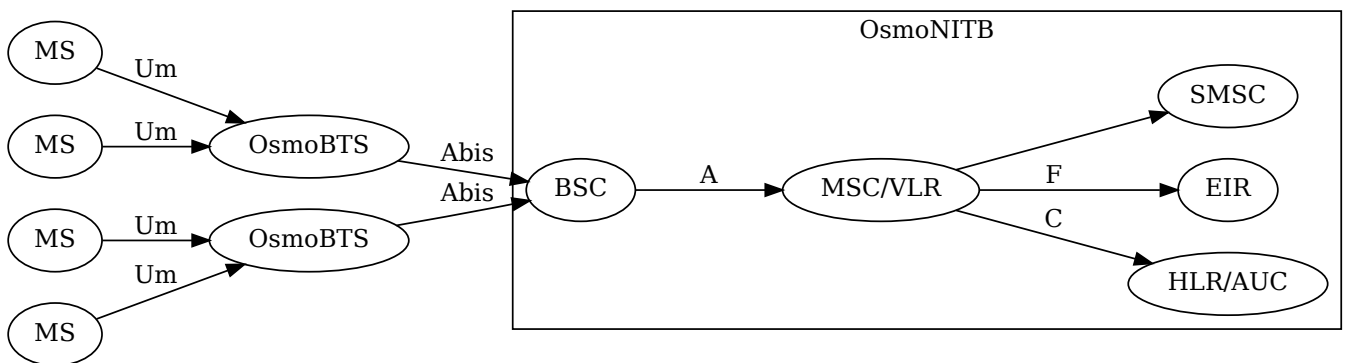 OsmoNITB
MS
Um
SMSC
MS
Um
OsmoBTS
Abis
BSC
A
MSC/VLR
F
EIR
Abis
MS
Um
OsmoBTS
C
Um
HLR/AUC
MS